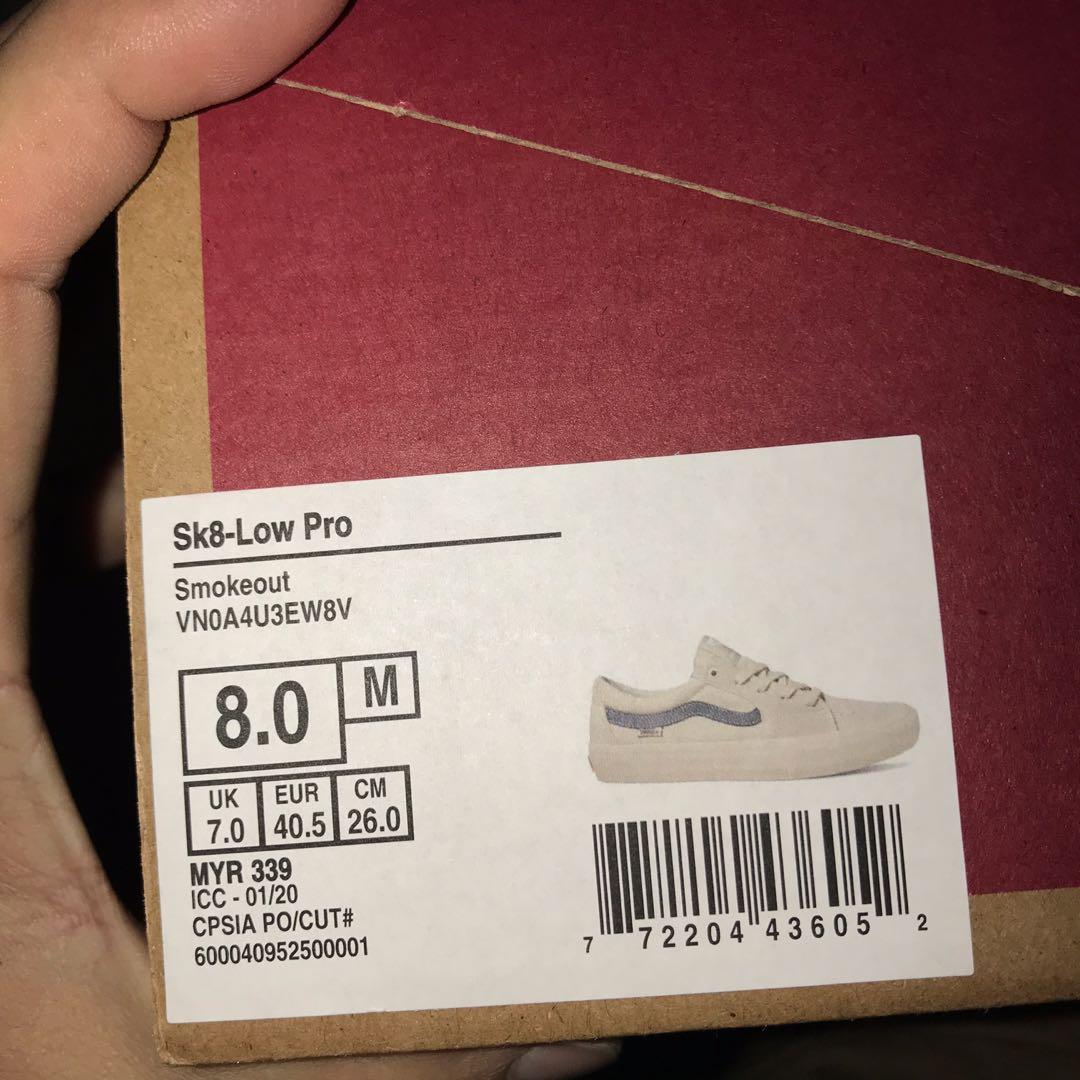 Sk8-Low Pro
Smokeout
VN0A4U3EW8V
8.0 M
UK EUR CM
7.0 40.5 26.0
MYR 339
ICC - 01/20
CPSIA PO/CUT#
600040952500001
7 72204 43605 2